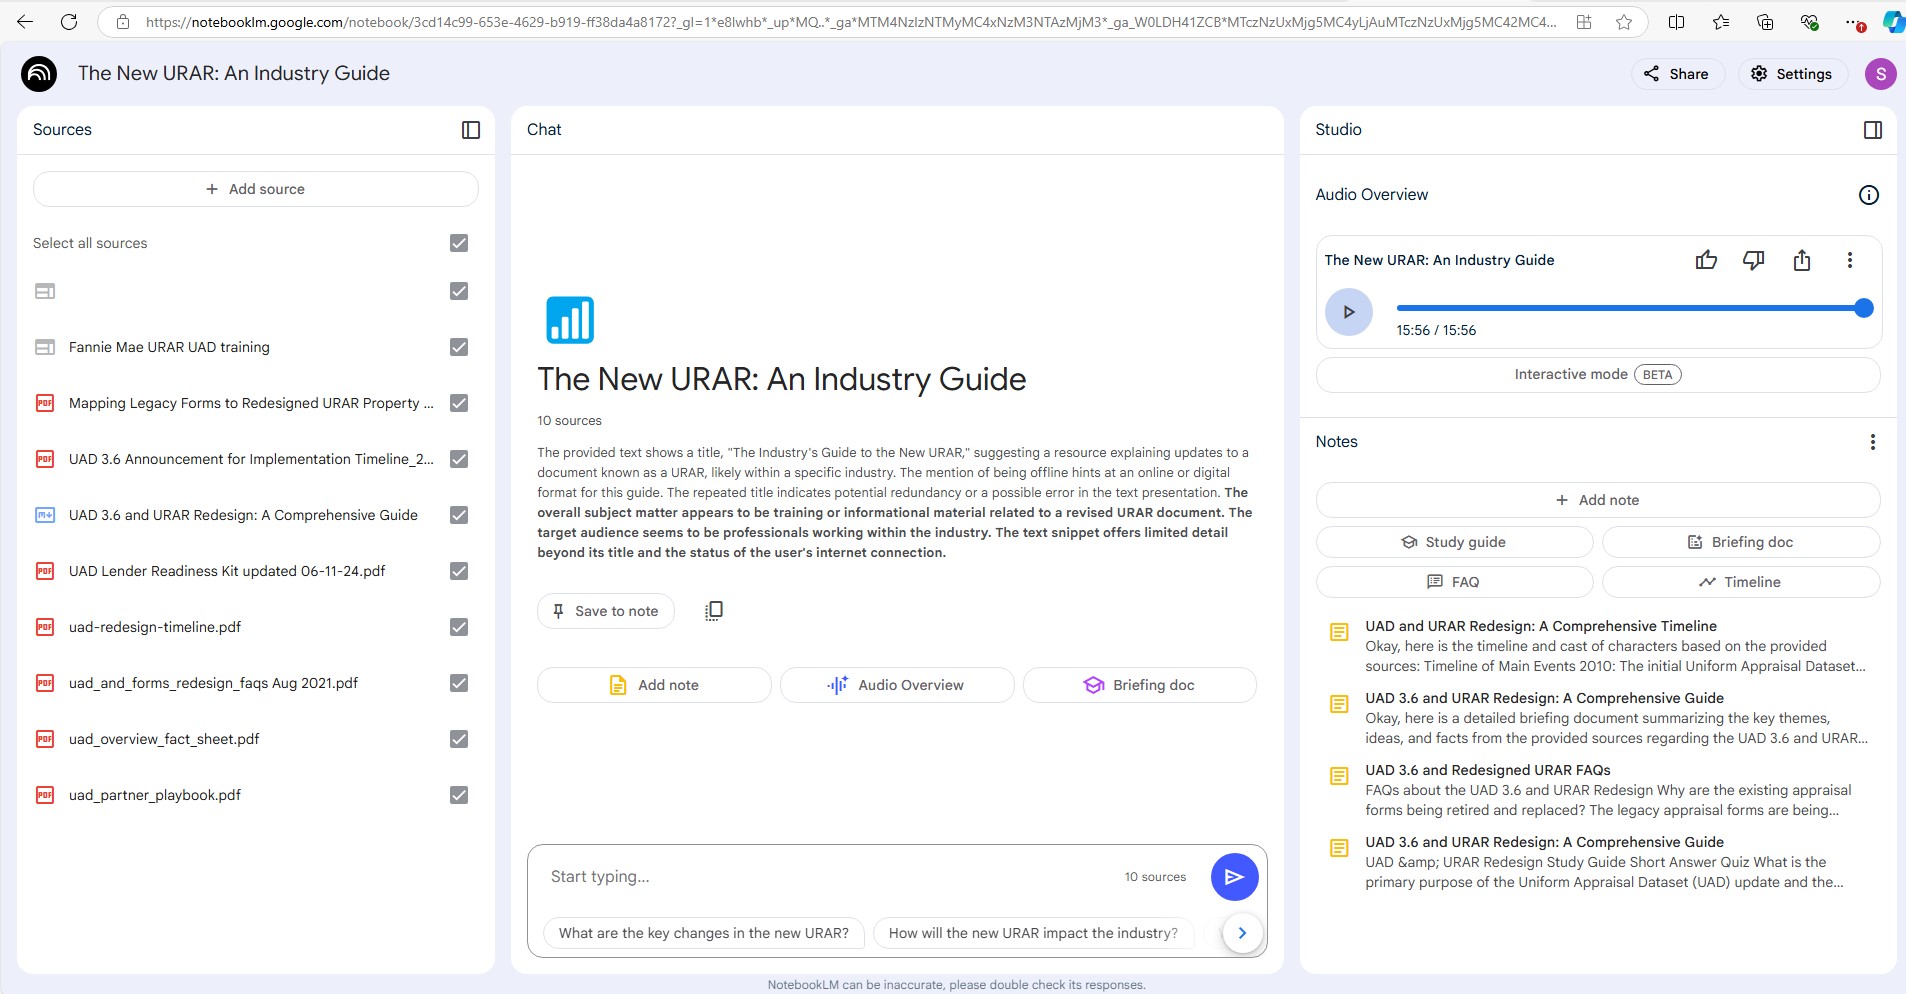 https://notebooklm.google.com/notebook/3cd14c99-653e-4629-b919-ff38da4a8172?_gl=1*e8lwhb*_up*MQ..*_ga*MTM4NzIzNTMyMC4xNzM3NTAzMjM3*_ga_W0LDH41ZCB*MTczNzUxMjg5MC4yLjAuMTczNzUxMjg5MC42MC4...
The New URAR: An Industry Guide
Share
Settings
S
Sources
+ Add source
Select all sources
Fannie Mae URAR UAD training
PDF Mapping Legacy Forms to Redesigned URAR Property ...
PDF UAD 3.6 Announcement for Implementation Timeline_2...
UAD 3.6 and URAR Redesign: A Comprehensive Guide
PDF UAD Lender Readiness Kit updated 06-11-24.pdf
PDF uad-redesign-timeline.pdf
PDF uad_and_forms_redesign_faqs Aug 2021.pdf
PDF uad_overview_fact_sheet.pdf
PDF uad_partner_playbook.pdf
Chat
The New URAR: An Industry Guide
10 sources
The provided text shows a title, "The Industry's Guide to the New URAR," suggesting a resource explaining updates to a
document known as a URAR, likely within a specific industry. The mention of being offline hints at an online or digital
format for this guide. The repeated title indicates potential redundancy or a possible error in the text presentation. The
overall subject matter appears to be training or informational material related to a revised URAR document. The
target audience seems to be professionals working within the industry. The text snippet offers limited detail
beyond its title and the status of the user's internet connection.
Save to note
Add note
Audio Overview
Briefing doc
Start typing...
10 sources
What are the key changes in the new URAR?
How will the new URAR impact the industry?
NotebookLM can be inaccurate, please double check its responses.
Studio
Audio Overview
The New URAR: An Industry Guide
15:56 / 15:56
Interactive mode BETA
Notes
+ Add note
Study guide
Briefing doc
FAQ
Timeline
UAD and URAR Redesign: A Comprehensive Timeline
Okay, here is the timeline and cast of characters based on the provided
sources: Timeline of Main Events 2010: The initial Uniform Appraisal Dataset...
UAD 3.6 and URAR Redesign: A Comprehensive Guide
Okay, here is a detailed briefing document summarizing the key themes,
ideas, and facts from the provided sources regarding the UAD 3.6 and URAR...
UAD 3.6 and Redesigned URAR FAQs
FAQs about the UAD 3.6 and URAR Redesign Why are the existing appraisal
forms being retired and replaced? The legacy appraisal forms are being...
UAD 3.6 and URAR Redesign: A Comprehensive Guide
UAD &amp; URAR Redesign Study Guide Short Answer Quiz What is the
primary purpose of the Uniform Appraisal Dataset (UAD) update and the...